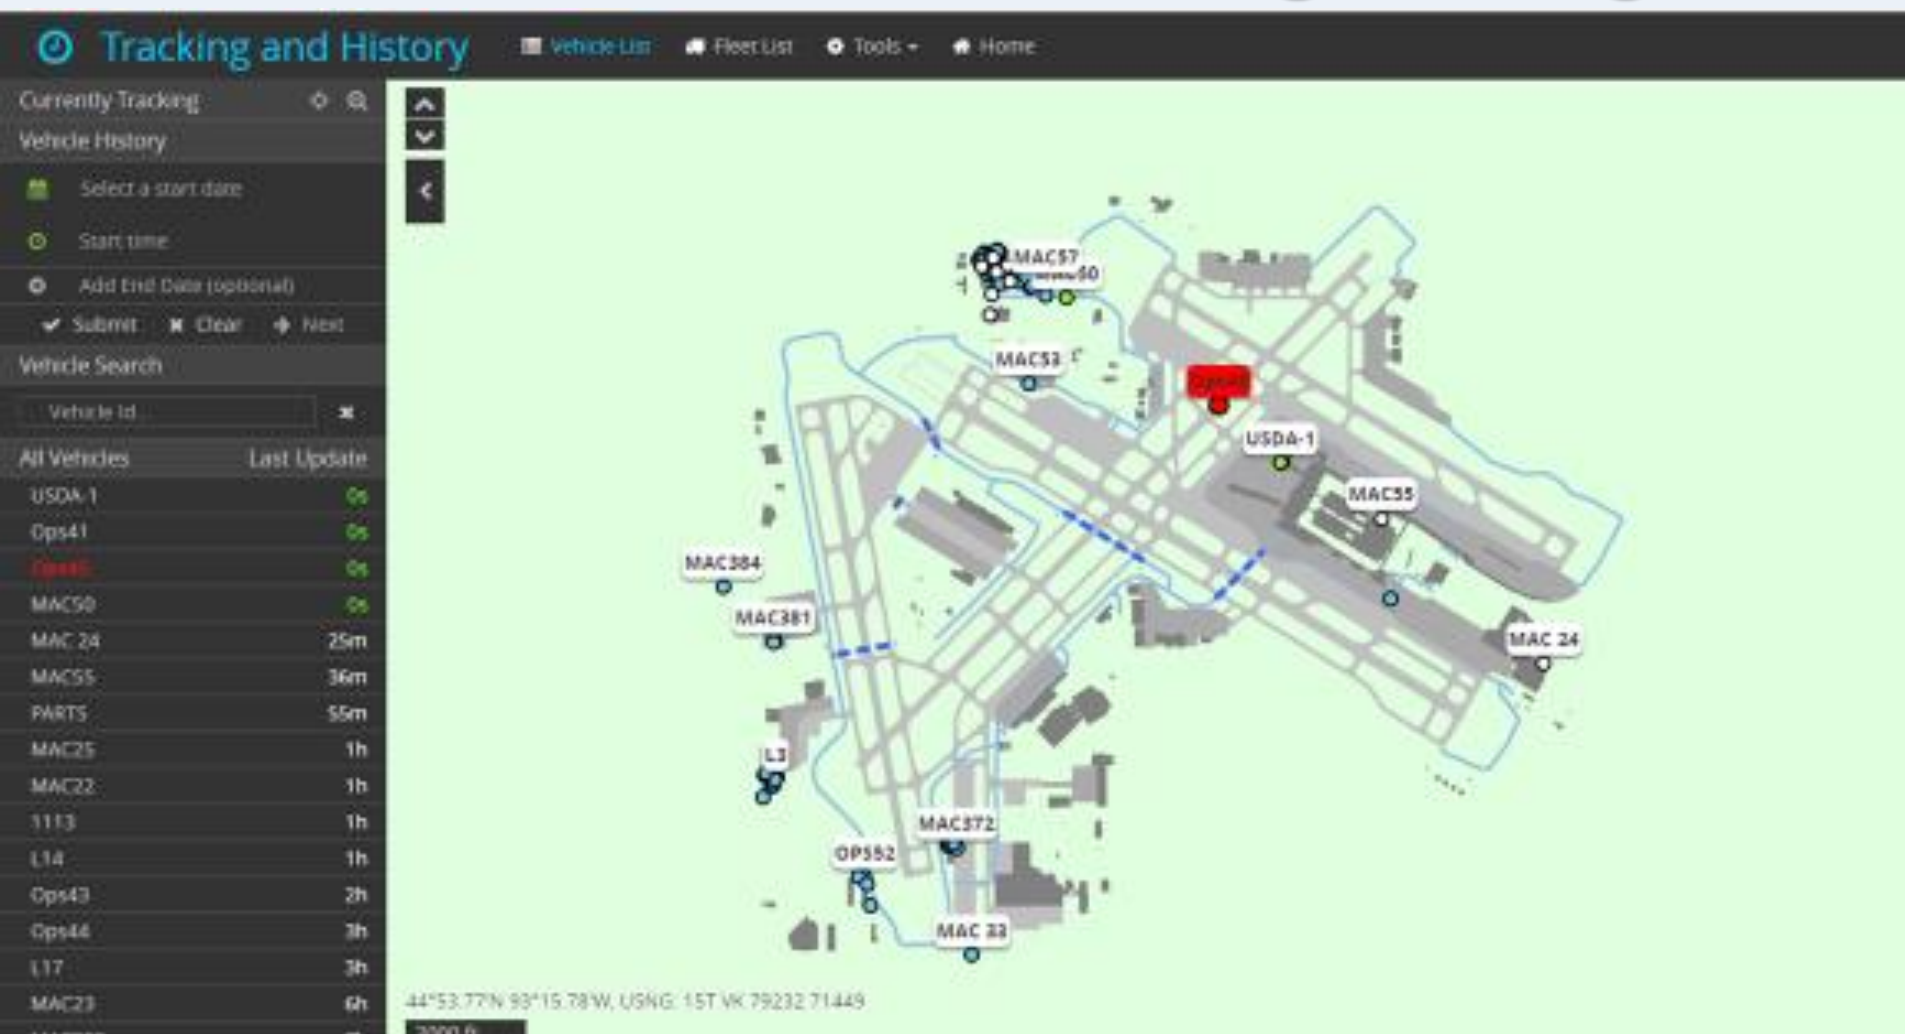 Tracking and History
Vehicle List
Fleet List
Tools
Home
Currently Tracking
Vehicle History
Select a start date
Start time
Add End Date (optional)
Submit
Clear
Next
Vehicle Search
Vehicle Id
All Vehicles Last Update
USDA-1 0s
Ops41 0s
0s
MAC50 0s
MAC 24 25m
MAC55 36m
PARTS 55m
MAC25 1h
MAC22 1h
1113 1h
L14 1h
Ops43 2h
Ops44 3h
L17 3h
MAC23 6h
MAC57
MAC53
USDA-1
MAC55
MAC384
MAC381
MAC 24
L3
MAC372
OPS52
MAC 33
44°53.77'N 93°15.78'W, USNG: 15T VK 79232 71449